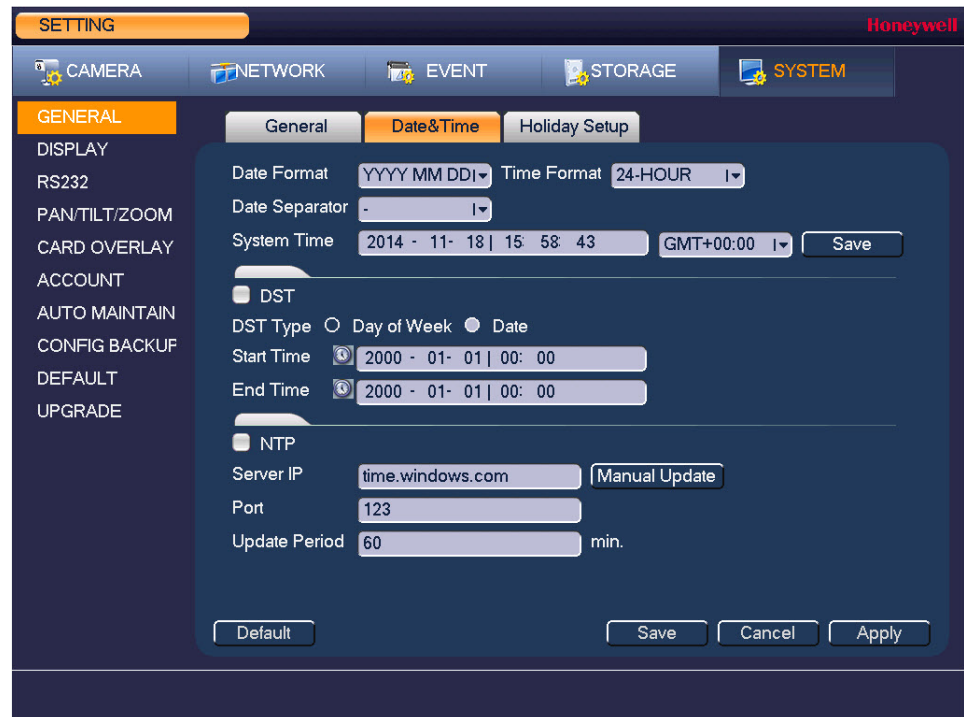 SETTING Honeywell
CAMERA NETWORK EVENT STORAGE SYSTEM
GENERAL
DISPLAY
RS232
PAN/TILT/ZOOM
CARD OVERLAY
ACCOUNT
AUTO MAINTAIN
CONFIG BACKUP
DEFAULT
UPGRADE
General Date&Time Holiday Setup
Date Format YYYY MM DD Time Format 24-HOUR
Date Separator -
System Time 2014 - 11- 18 | 15: 58: 43 GMT+00:00 Save
DST
DST Type Day of Week Date
Start Time 2000 - 01- 01 | 00: 00
End Time 2000 - 01- 01 | 00: 00
NTP
Server IP time.windows.com Manual Update
Port 123
Update Period 60 min.
Default Save Cancel Apply